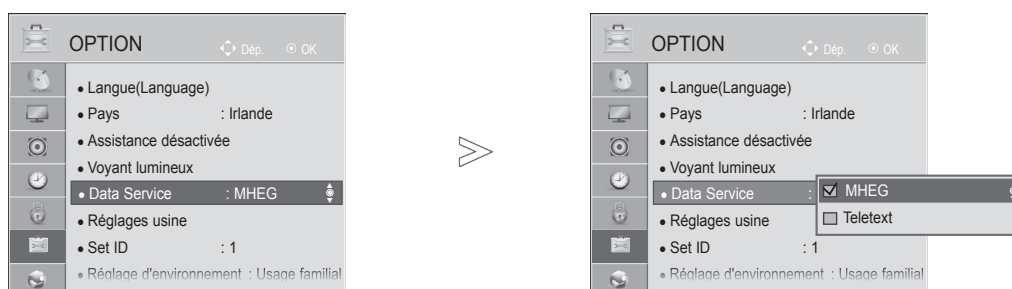 OPTION
Dép.
OK
• Langue(Language)
• Pays : Irlande
• Assistance désactivée
• Voyant lumineux
• Data Service : MHEG
• Réglages usine
• Set ID : 1
• Réglage d'environnement : Usage familial
OPTION
Dép.
OK
• Langue(Language)
• Pays : Irlande
• Assistance désactivée
• Voyant lumineux
• Data Service :
MHEG
Teletext
• Réglages usine
• Set ID : 1
• Réglage d'environnement : Usage familial